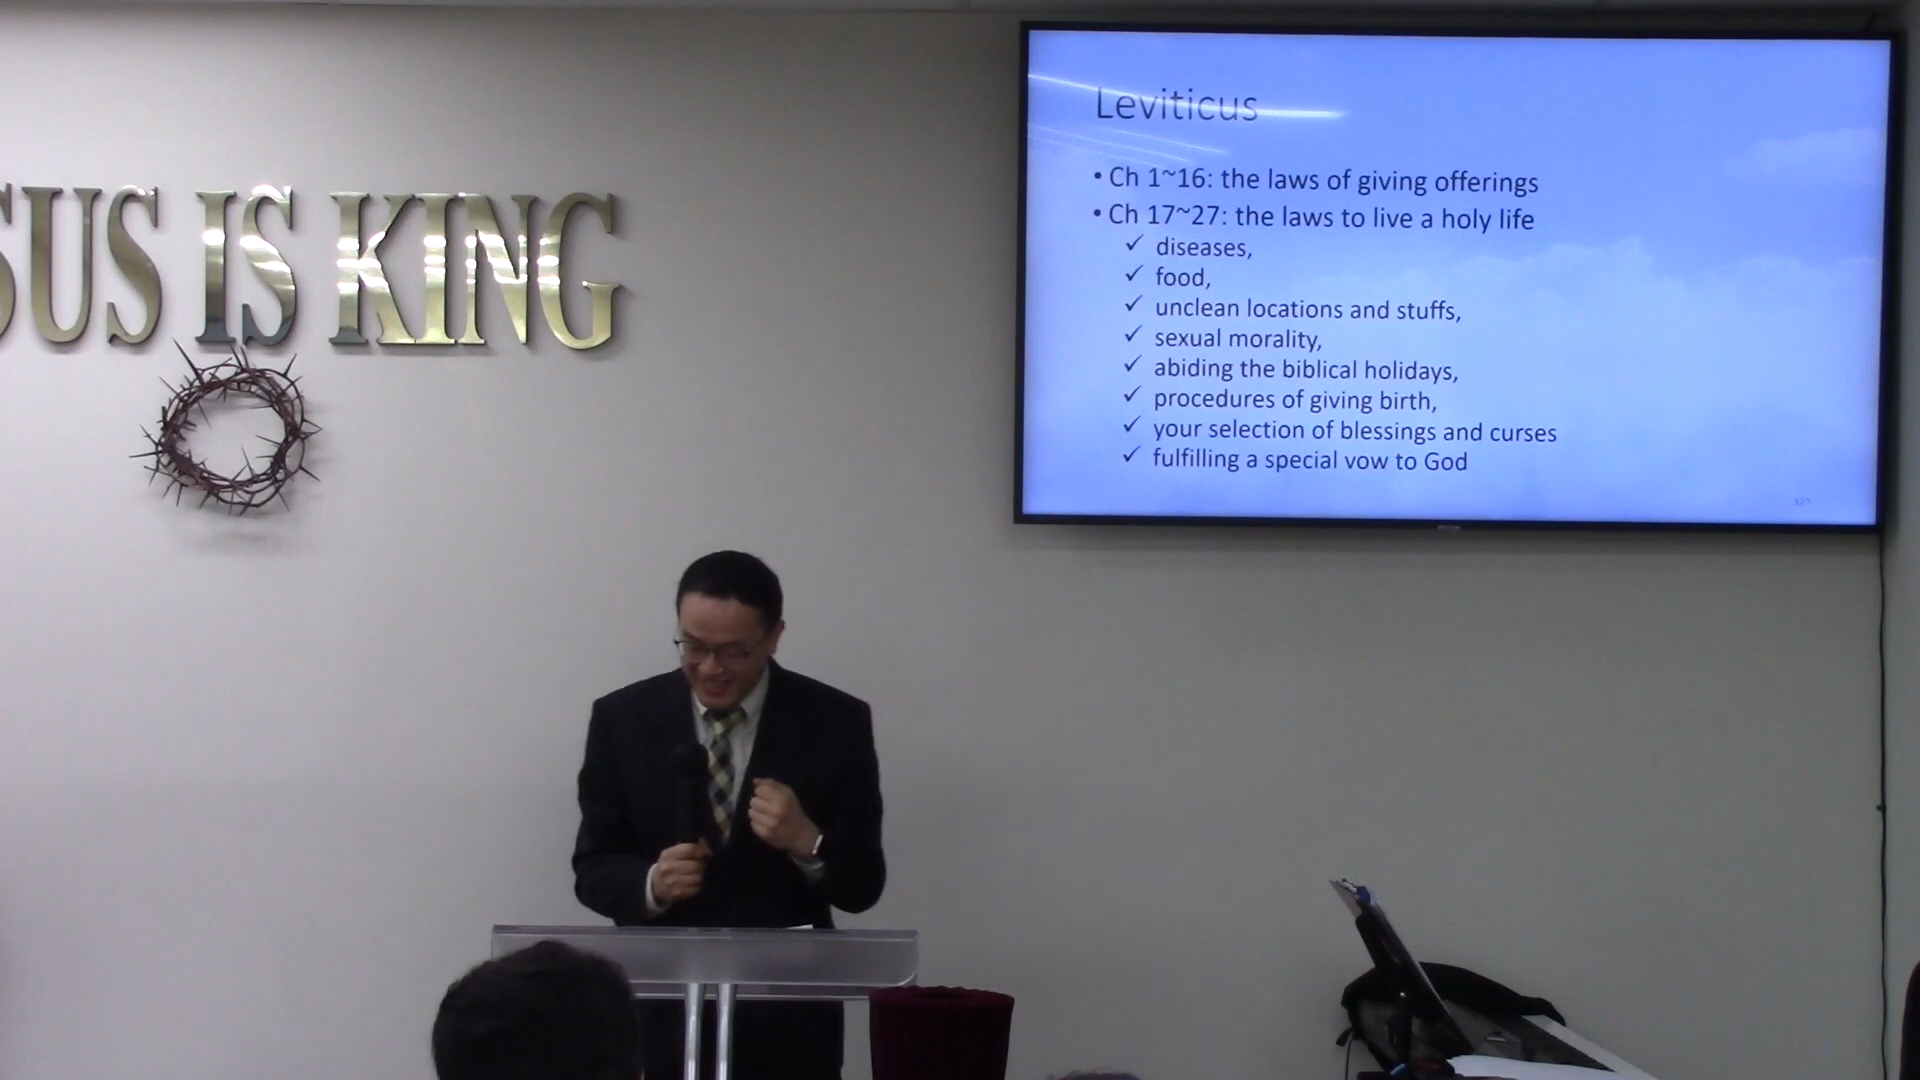 SUS IS KING
Leviticus
• Ch 1~16: the laws of giving offerings
• Ch 17~27: the laws to live a holy life
✓ diseases,
✓ food,
✓ unclean locations and stuffs,
✓ sexual morality,
✓ abiding the biblical holidays,
✓ procedures of giving birth,
✓ your selection of blessings and curses
✓ fulfilling a special vow to God